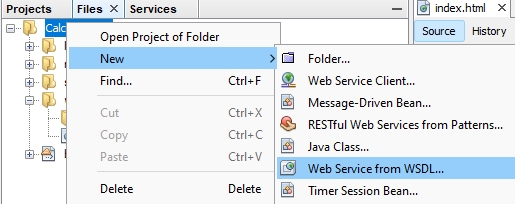 Projects Files × Services
index.html ×
Source History
Calc
Open Project of Folder
New
Find... Ctrl+F
Cut Ctrl+X
Copy Ctrl+C
Paste Ctrl+V
Delete Delete
Folder...
Web Service Client...
Message-Driven Bean...
RESTful Web Services from Patterns...
Java Class...
Web Service from WSDL...
Timer Session Bean...